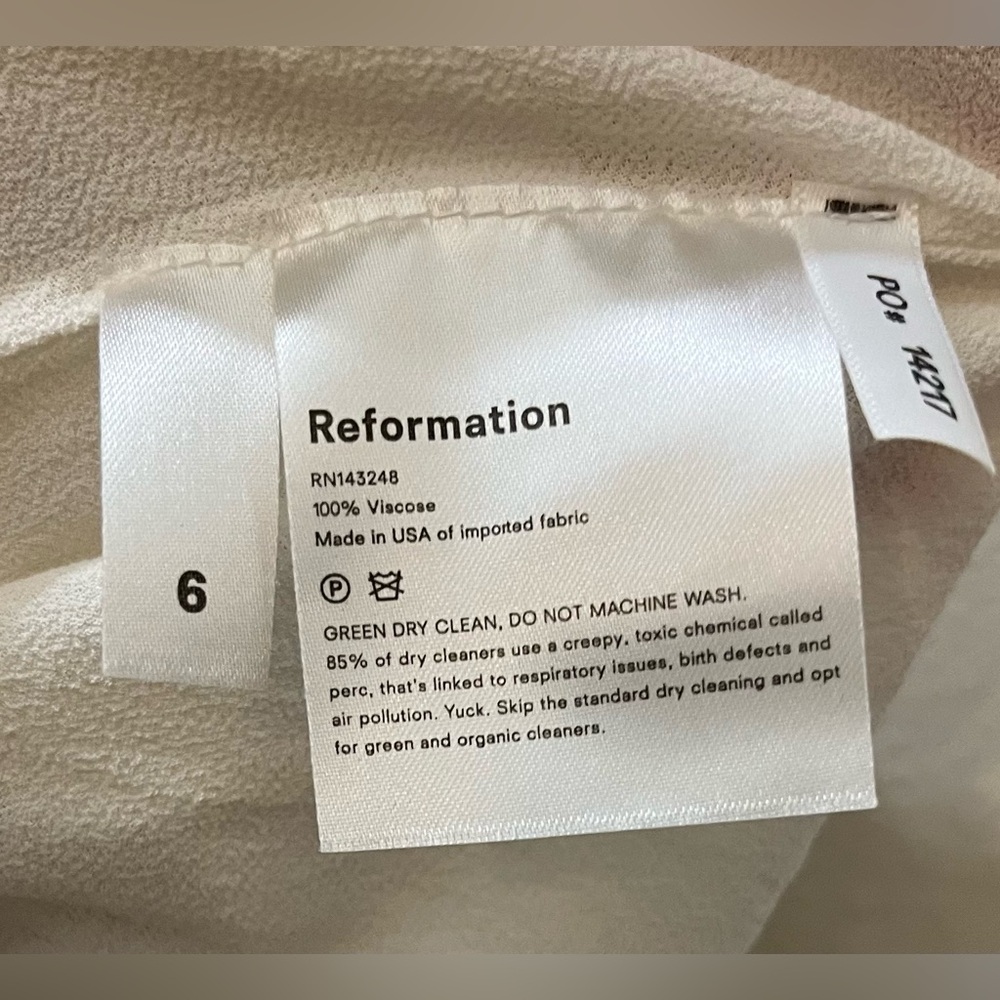 6
Reformation
RN143248
100% Viscose
Made in USA of imported fabric
P
GREEN DRY CLEAN, DO NOT MACHINE WASH.
85% of dry cleaners use a creepy, toxic chemical called
perc, that's linked to respiratory issues, birth defects and
air pollution. Yuck. Skip the standard dry cleaning and opt
for green and organic cleaners.
PO# 14217